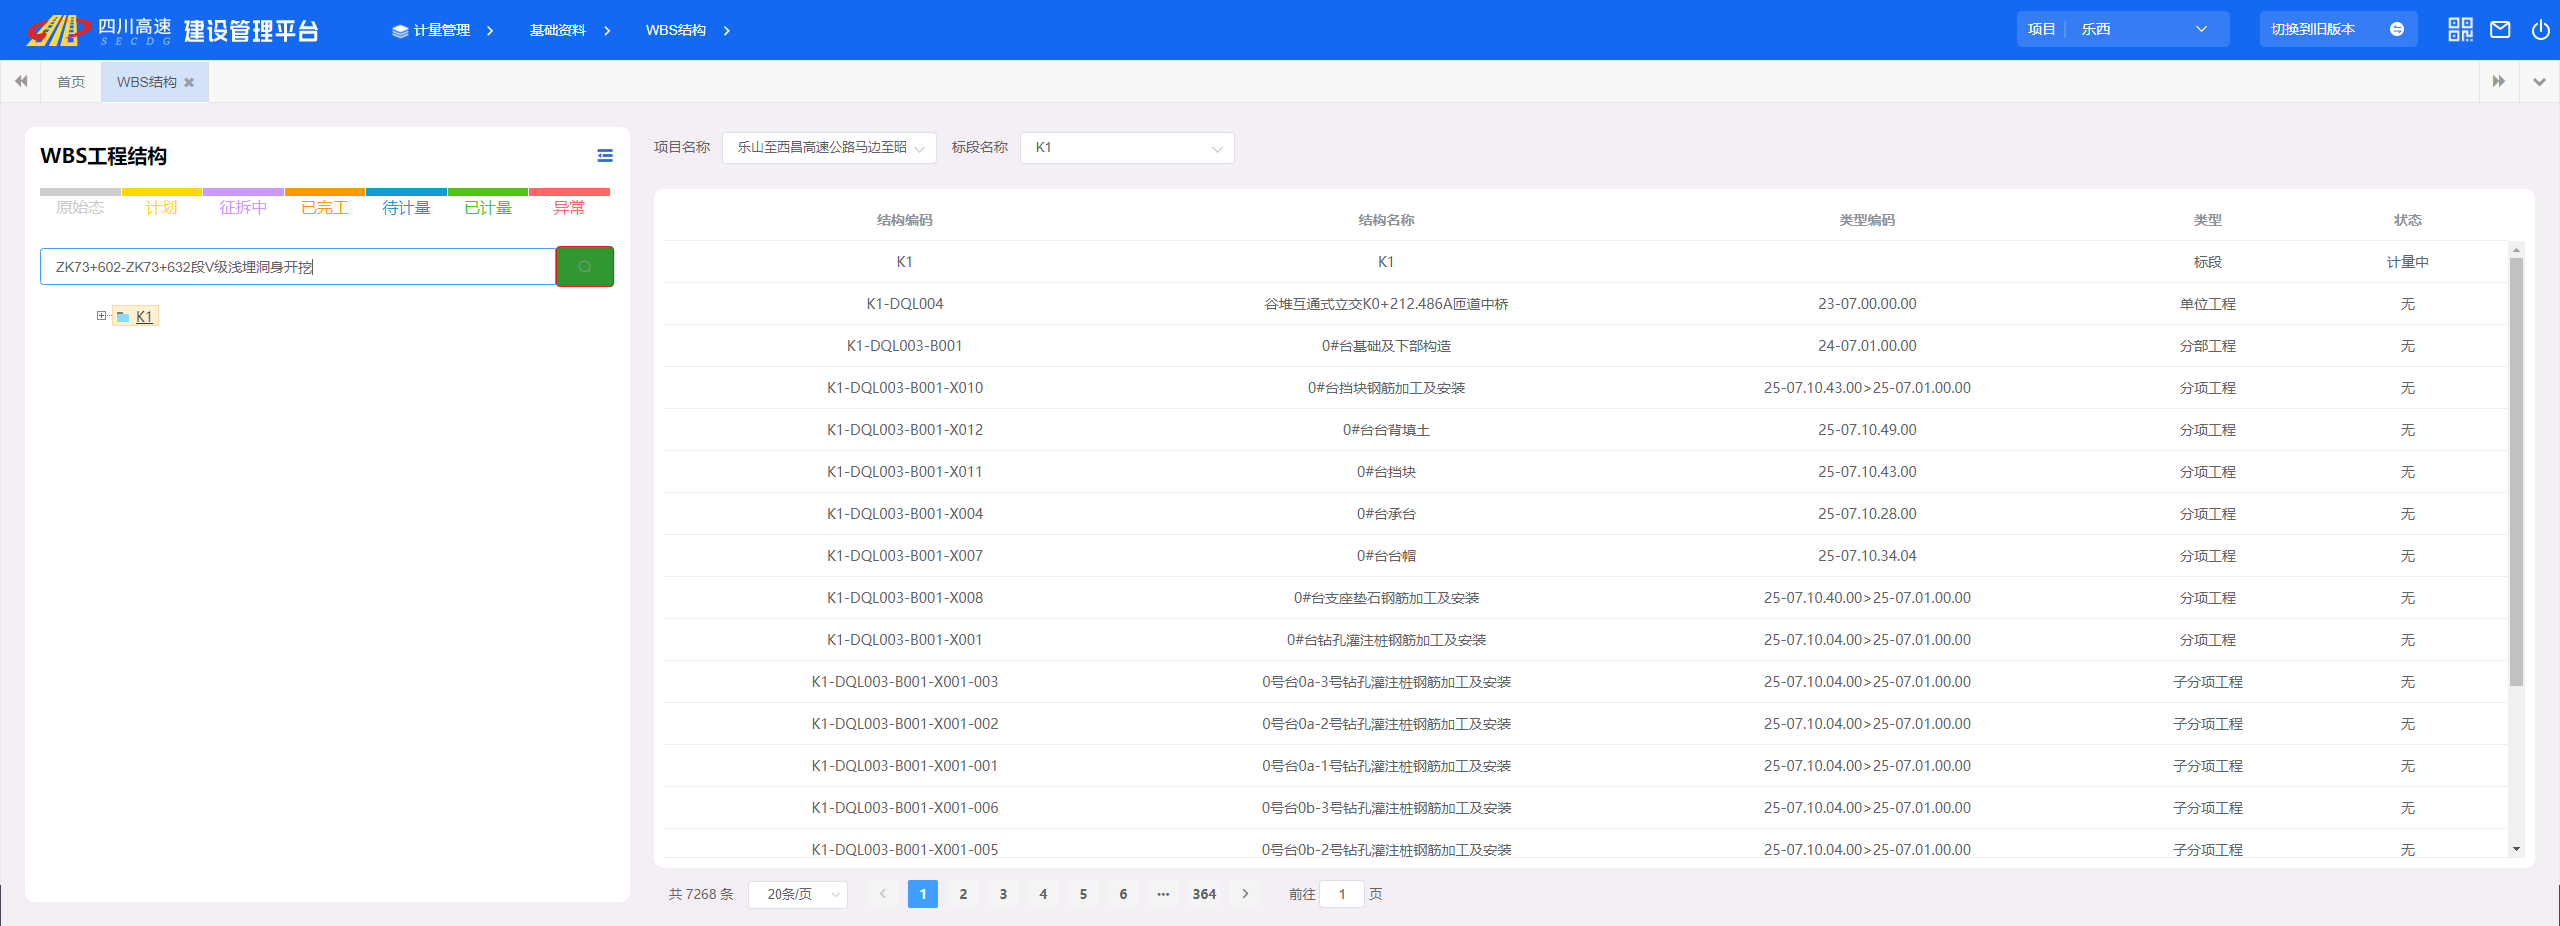 四川高速 SECDG 建设管理平台 计量管理 基础资料 WBS结构 项目 乐西 切换到旧版本
首页 WBS结构
WBS工程结构
原始态 计划 征拆中 已完工 待计量 已计量 异常
ZK73+602-ZK73+632段V级浅埋洞身开挖
K1
项目名称 乐山至西昌高速公路马边至昭 标段名称 K1
结构编码 结构名称 类型编码 类型 状态
K1 K1 标段 计量中
K1-DQL004 谷堆互通式立交K0+212.486A匝道中桥 23-07.00.00.00 单位工程 无
K1-DQL003-B001 0#台基础及下部构造 24-07.01.00.00 分部工程 无
K1-DQL003-B001-X010 0#台挡块钢筋加工及安装 25-07.10.43.00>25-07.01.00.00 分项工程 无
K1-DQL003-B001-X012 0#台台背填土 25-07.10.49.00 分项工程 无
K1-DQL003-B001-X011 0#台挡块 25-07.10.43.00 分项工程 无
K1-DQL003-B001-X004 0#台承台 25-07.10.28.00 分项工程 无
K1-DQL003-B001-X007 0#台台帽 25-07.10.34.04 分项工程 无
K1-DQL003-B001-X008 0#台支座垫石钢筋加工及安装 25-07.10.40.00>25-07.01.00.00 分项工程 无
K1-DQL003-B001-X001 0#台钻孔灌注桩钢筋加工及安装 25-07.10.04.00>25-07.01.00.00 分项工程 无
K1-DQL003-B001-X001-003 0号台0a-3号钻孔灌注桩钢筋加工及安装 25-07.10.04.00>25-07.01.00.00 子分项工程 无
K1-DQL003-B001-X001-002 0号台0a-2号钻孔灌注桩钢筋加工及安装 25-07.10.04.00>25-07.01.00.00 子分项工程 无
K1-DQL003-B001-X001-001 0号台0a-1号钻孔灌注桩钢筋加工及安装 25-07.10.04.00>25-07.01.00.00 子分项工程 无
K1-DQL003-B001-X001-006 0号台0b-3号钻孔灌注桩钢筋加工及安装 25-07.10.04.00>25-07.01.00.00 子分项工程 无
K1-DQL003-B001-X001-005 0号台0b-2号钻孔灌注桩钢筋加工及安装 25-07.10.04.00>25-07.01.00.00 子分项工程 无
共 7268 条 20条/页 1 2 3 4 5 6 ··· 364 前往 1 页